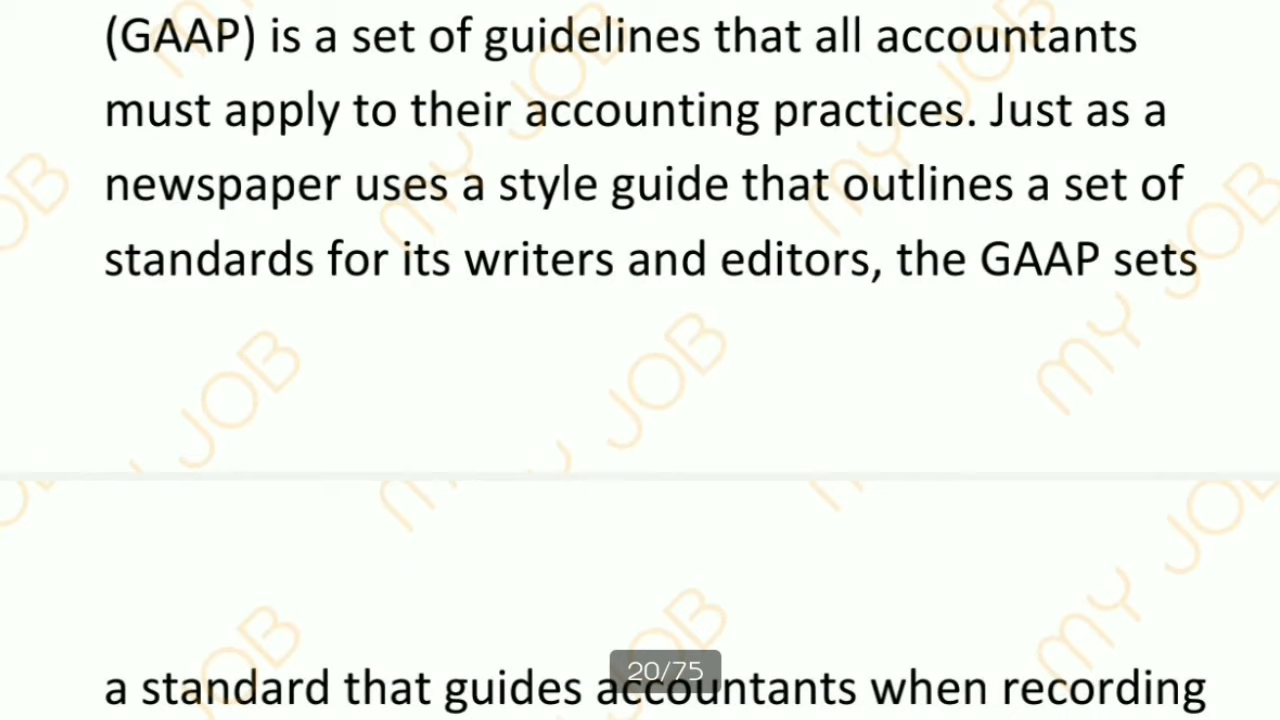 (GAAP) is a set of guidelines that all accountants
must apply to their accounting practices. Just as a
newspaper uses a style guide that outlines a set of
standards for its writers and editors, the GAAP sets
MY JOB
a standard that guides accountants when recording
20/75